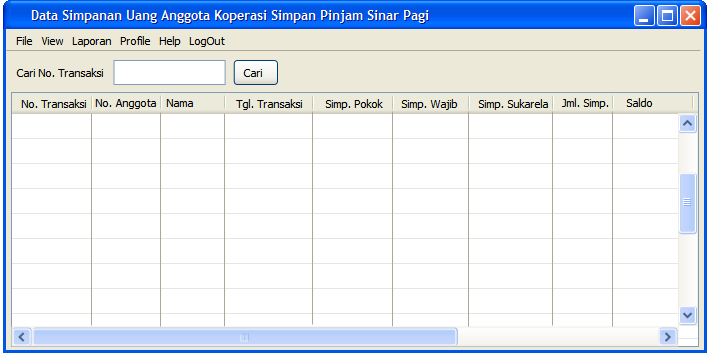 Data Simpanan Uang Anggota Koperasi Simpan Pinjam Sinar Pagi
File View Laporan Profile Help LogOut
Cari No. Transaksi Cari
No. Transaksi No. Anggota Nama Tgl. Transaksi Simp. Pokok Simp. Wajib Simp. Sukarela Jml. Simp. Saldo